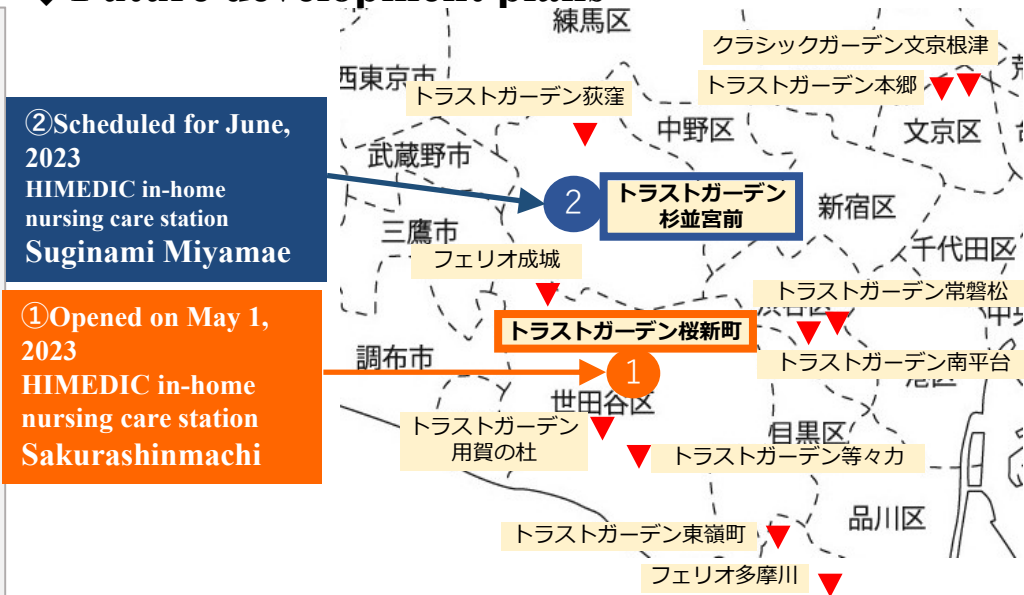 ◆Future development plans
練馬区
クラシックガーデン文京根津
西東京市
トラストガーデン荻窪
トラストガーデン本郷
中野区
文京区
②Scheduled for June,
2023
HIMEDIC in-home
nursing care station
Suginami Miyamae
武蔵野市
2
トラストガーデン
杉並宮前
新宿区
三鷹市
千代田区
フェリオ成城
トラストガーデン常磐松
①Opened on May 1,
2023
HIMEDIC in-home
nursing care station
Sakurashinmachi
トラストガーデン桜新町
調布市
1
トラストガーデン南平台
世田谷区
トラストガーデン
用賀の杜
目黒区
トラストガーデン等々力
品川区
トラストガーデン東嶺町
フェリオ多摩川